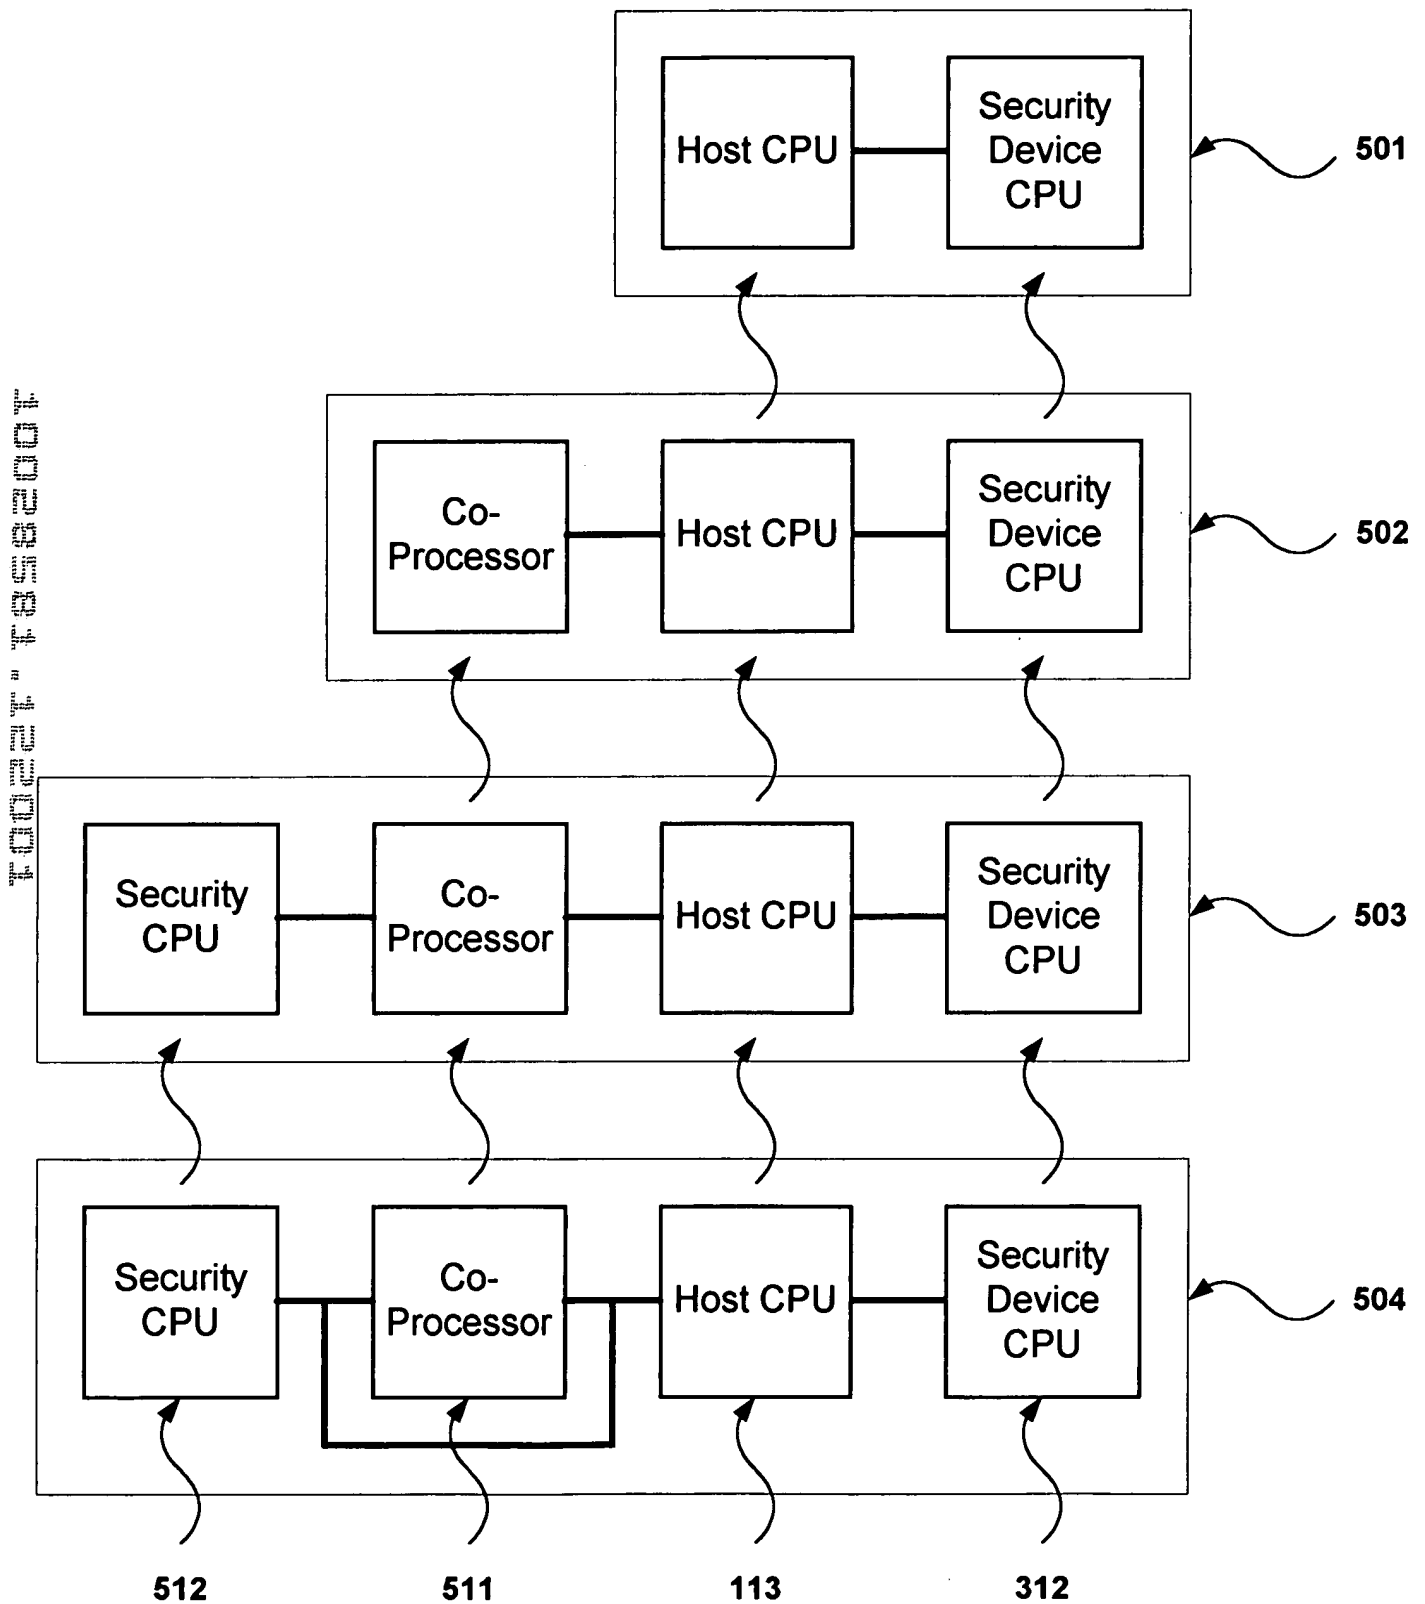 Host CPU
Security
Device
CPU
501
Co-
Processor
Host CPU
Security
Device
CPU
502
10028581.122001
Security
CPU
Co-
Processor
Host CPU
Security
Device
CPU
503
Security
CPU
Co-
Processor
Host CPU
Security
Device
CPU
504
512
511
113
312